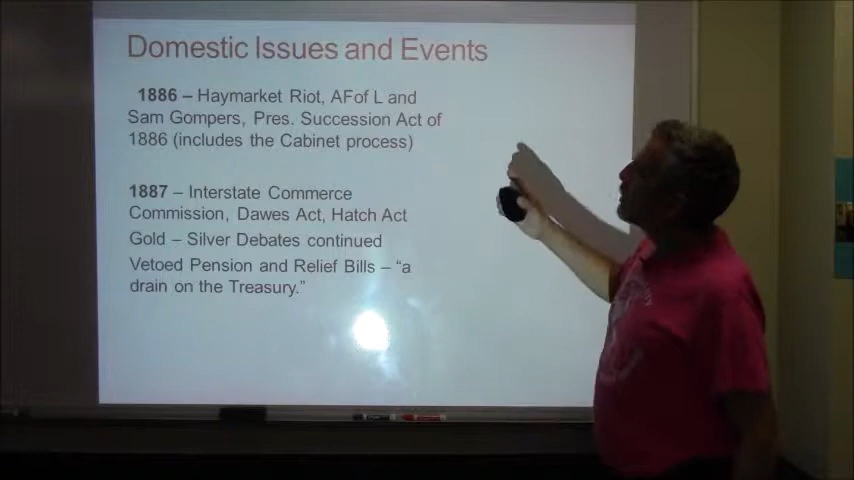 Domestic Issues and Events
1886 – Haymarket Riot, AFof L and
Sam Gompers, Pres. Succession Act of
1886 (includes the Cabinet process)
1887 – Interstate Commerce
Commission, Dawes Act, Hatch Act
Gold – Silver Debates continued
Vetoed Pension and Relief Bills – “a
drain on the Treasury.”